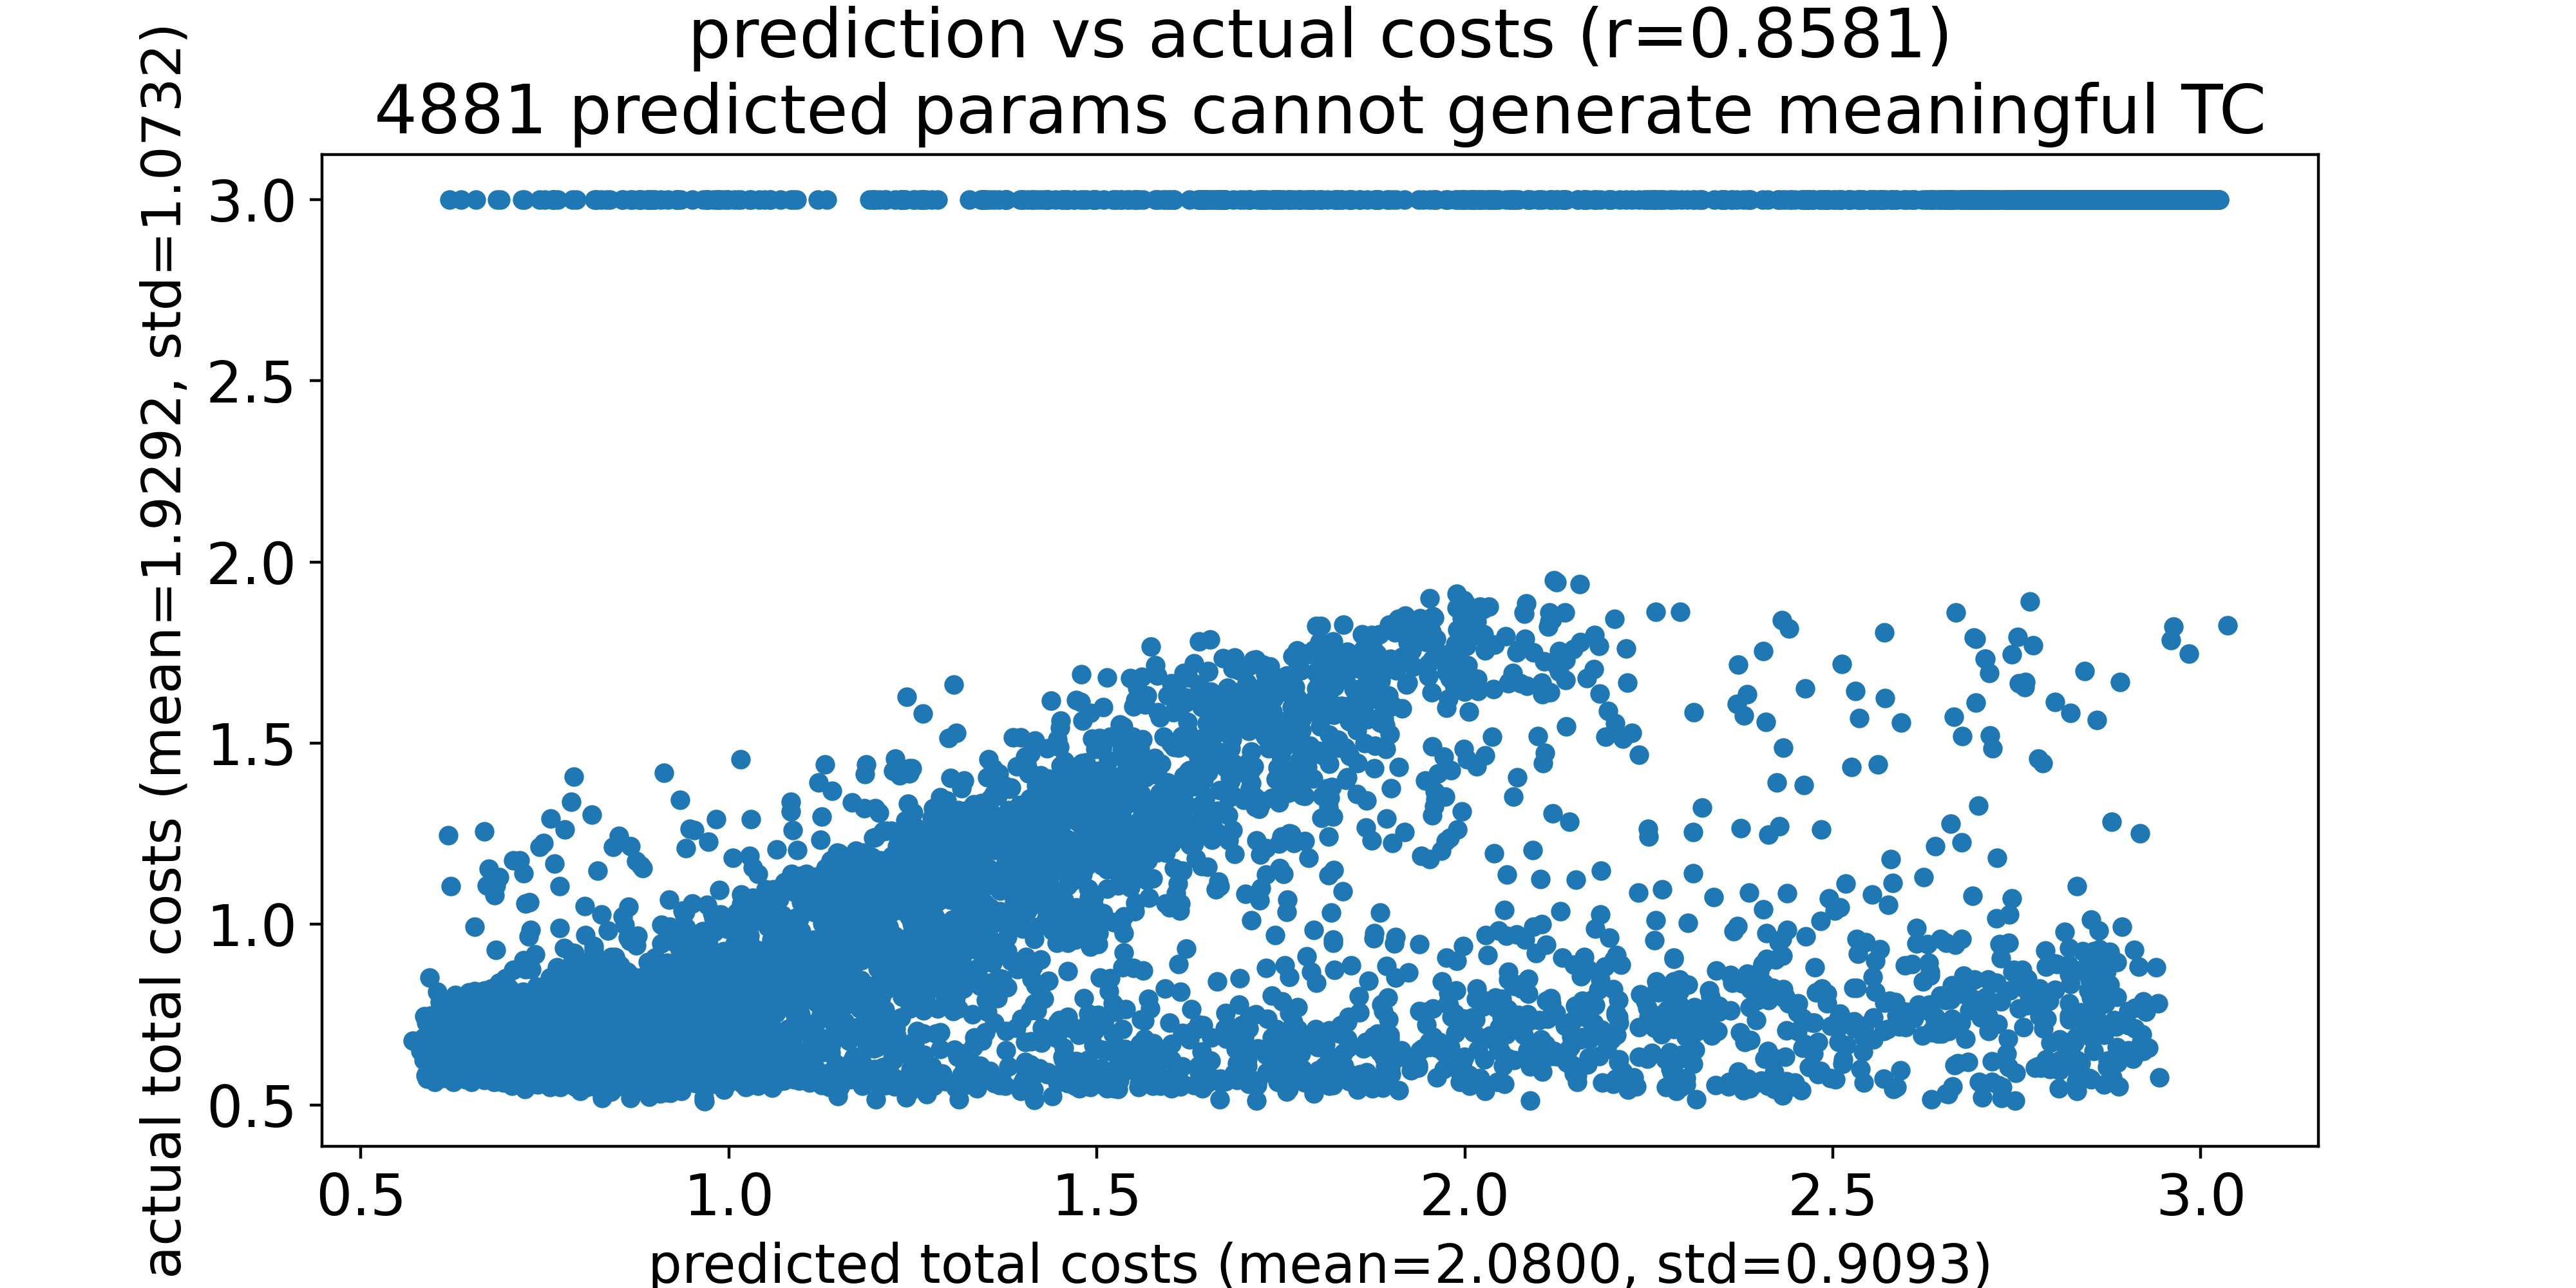 prediction vs actual costs (r=0.8581)
4881 predicted params cannot generate meaningful TC
actual total costs (mean=1.9292, std=1.0732)
3.0
2.5
2.0
1.5
1.0
0.5
0.5 1.0 1.5 2.0 2.5 3.0
predicted total costs (mean=2.0800, std=0.9093)